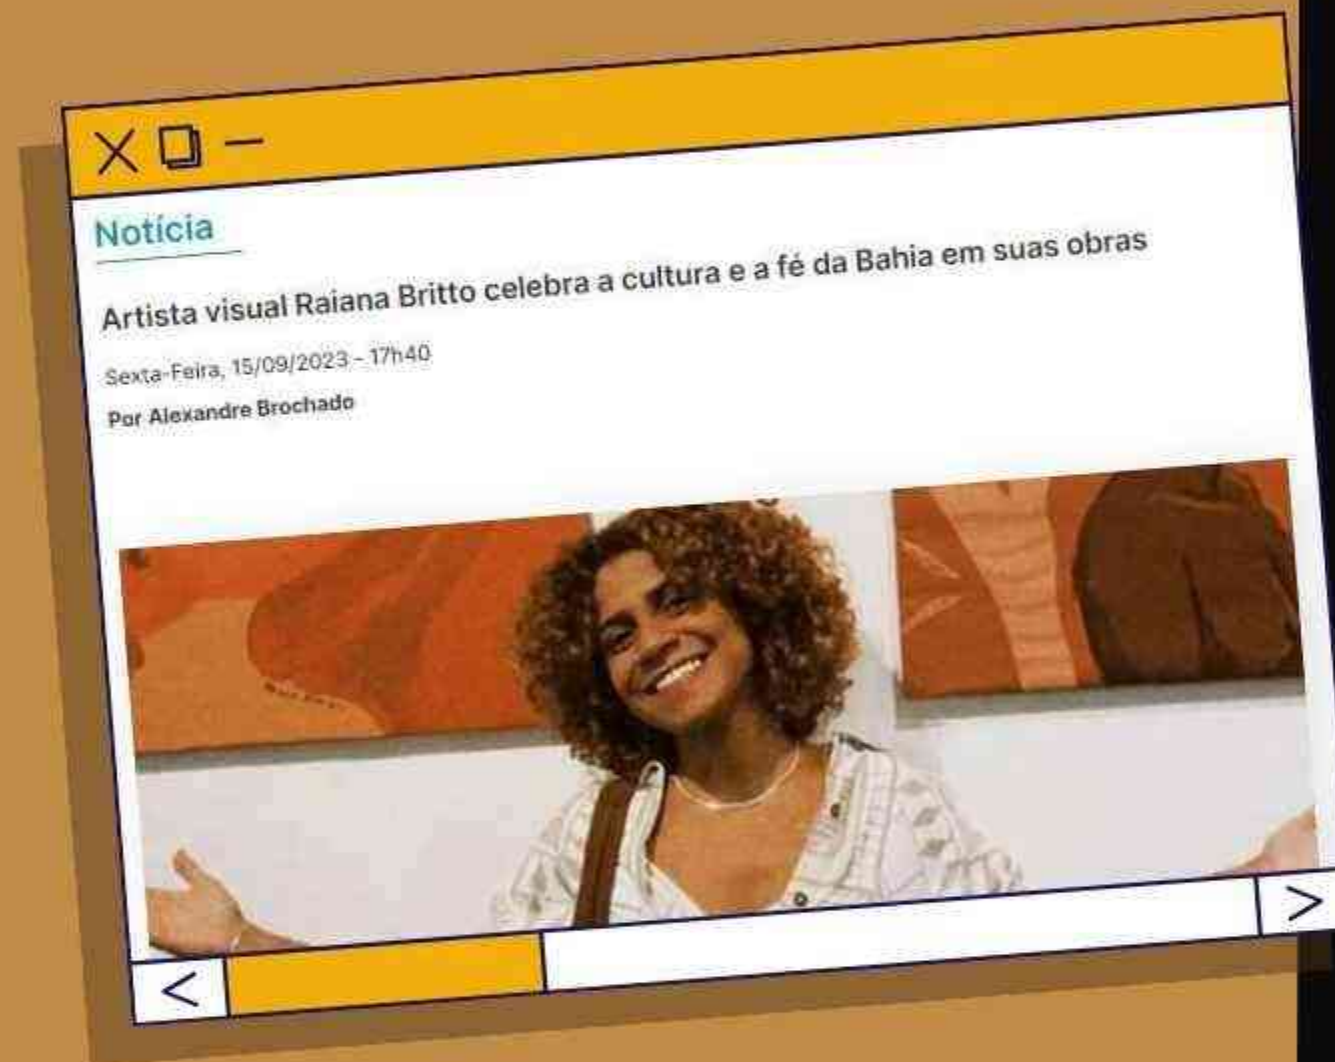 Notícia
Artista visual Raiana Britto celebra a cultura e a fé da Bahia em suas obras
Sexta-Feira, 15/09/2023 - 17h40
Por Alexandre Brochado